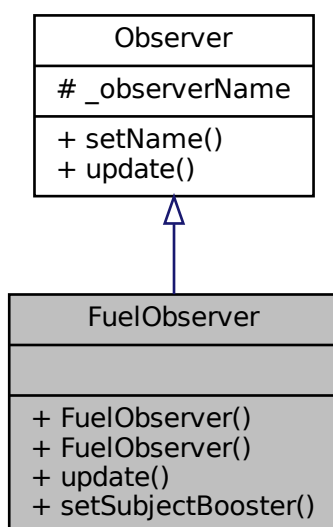 Observer
# _observerName
+ setName()
+ update()
FuelObserver
+ FuelObserver()
+ FuelObserver()
+ update()
+ setSubjectBooster()